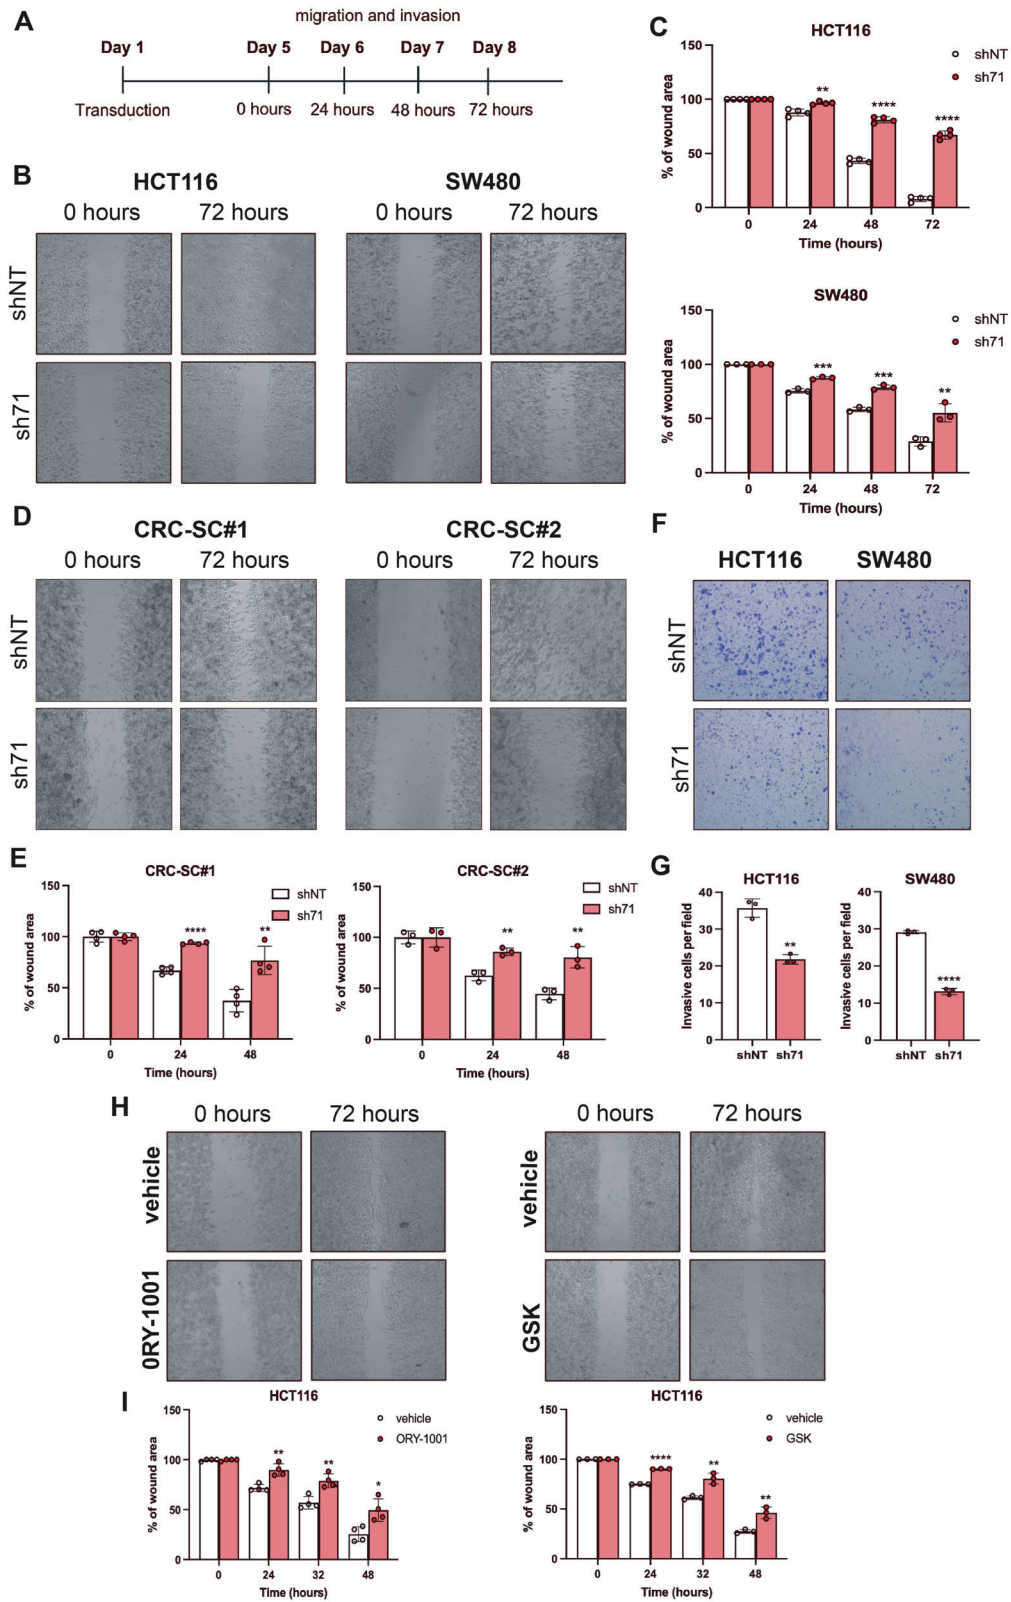 A
migration and invasion
Day 1 Day 5 Day 6 Day 7 Day 8
Transduction 0 hours 24 hours 48 hours 72 hours
B
HCT116 SW480
0 hours 72 hours 0 hours 72 hours
shNT
sh71
C
HCT116
shNT
sh71
% of wound area
150
100
50
0
** **** ****
0 24 48 72
Time (hours)
SW480
shNT
sh71
% of wound area
150
100
50
0
*** *** **
0 24 48 72
Time (hours)
D
CRC-SC#1 CRC-SC#2
0 hours 72 hours 0 hours 72 hours
shNT
sh71
E
CRC-SC#1
shNT
sh71
% of wound area
150
100
50
0
**** **
0 24 48
Time (hours)
CRC-SC#2
shNT
sh71
% of wound area
150
100
50
0
** **
0 24 48
Time (hours)
F
HCT116 SW480
shNT
sh71
G
HCT116
Invasive cells per field
40
30
20
10
0
**
shNT sh71
SW480
Invasive cells per field
40
30
20
10
0
****
shNT sh71
H
0 hours 72 hours
vehicle
0RY-1001
0 hours 72 hours
vehicle
GSK
I
HCT116
vehicle
ORY-1001
% of wound area
150
100
50
0
** ** *
0 24 32 48
Time (hours)
HCT116
vehicle
GSK
% of wound area
150
100
50
0
**** ** **
0 24 32 48
Time (hours)